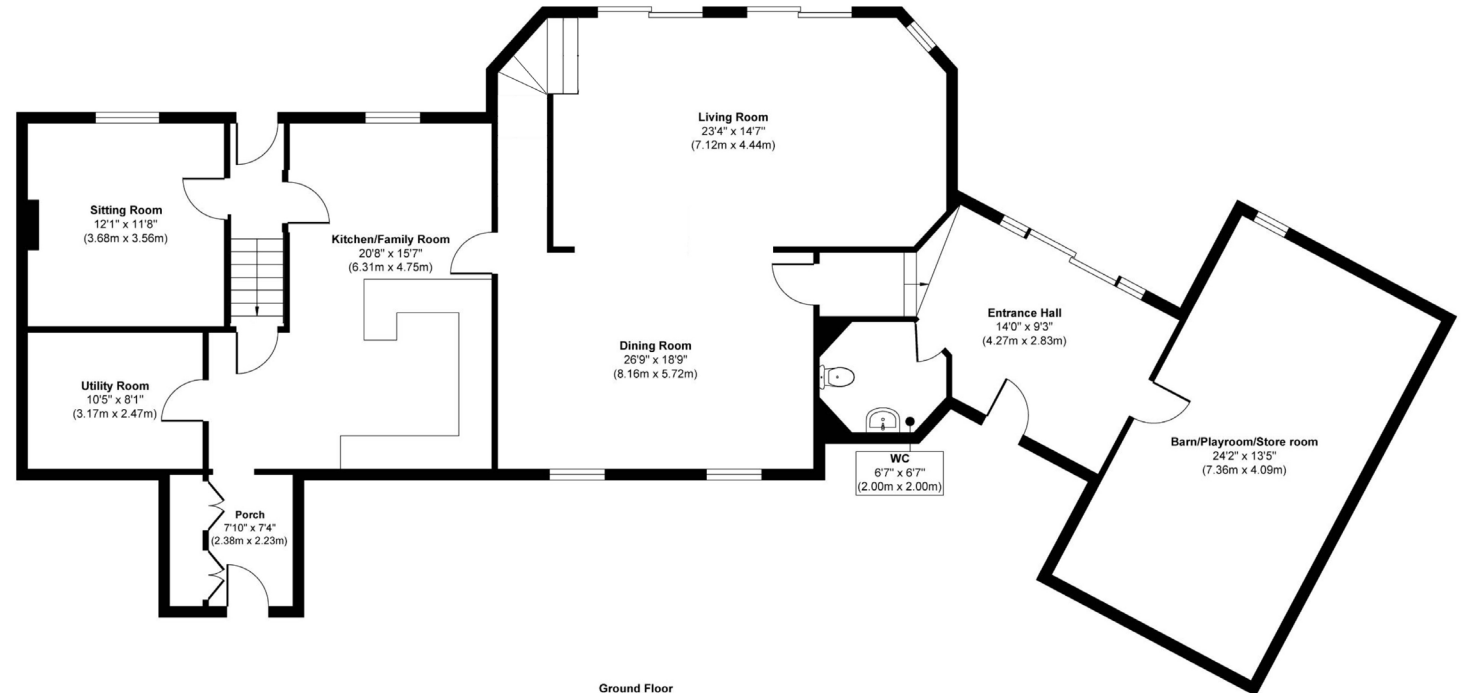 Living Room
23'4" x 14'7"
(7.12m x 4.44m)
Sitting Room
12'1" x 11'8"
(3.68m x 3.56m)
Kitchen/Family Room
20'8" x 15'7"
(6.31m x 4.75m)
Entrance Hall
14'0" x 9'3"
(4.27m x 2.83m)
Dining Room
26'9" x 18'9"
(8.16m x 5.72m)
Utility Room
10'5" x 8'1"
(3.17m x 2.47m)
Barn/Playroom/Store room
24'2" x 13'5"
(7.36m x 4.09m)
WC
6'7" x 6'7"
(2.00m x 2.00m)
Porch
7'10" x 7'4"
(2.38m x 2.23m)
Ground Floor